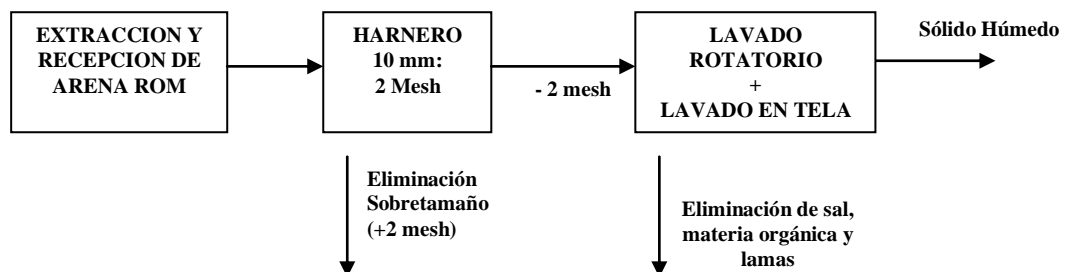 EXTRACCION Y
RECEPCION DE
ARENA ROM
HARNERO
10 mm:
2 Mesh
- 2 mesh
LAVADO
ROTATORIO
+
LAVADO EN TELA
Sólido Húmedo
Eliminación
Sobretamaño
(+2 mesh)
Eliminación de sal,
materia orgánica y
lamas